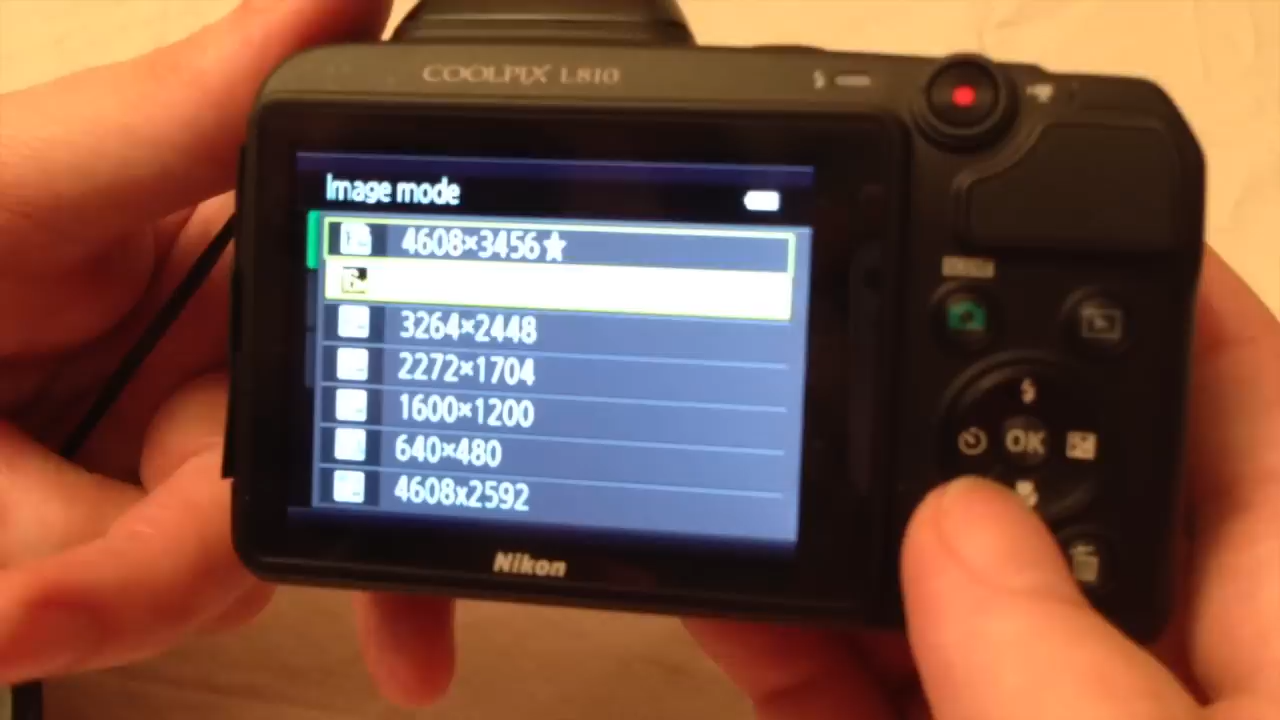 COOLPIX L810
Image mode
4608×3456★
3264×2448
2272×1704
1600×1200
640×480
4608x2592
OK
Nikon